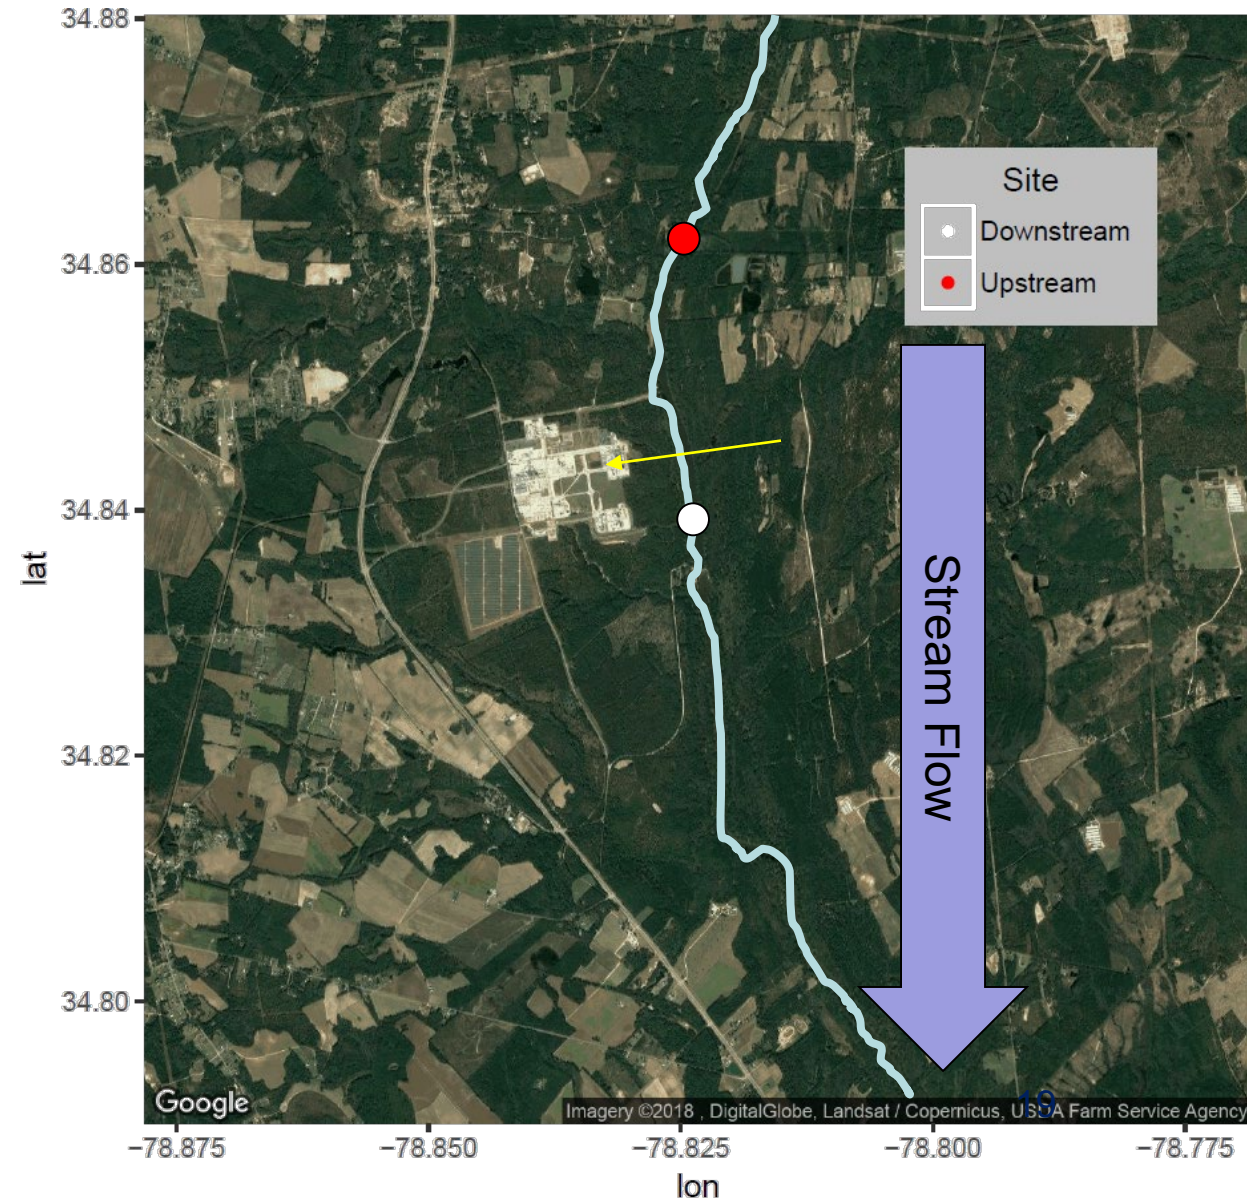 34.88
34.86
34.84
34.82
34.80
lat
Site
Downstream
Upstream
Stream Flow
Google
Imagery ©2018 , DigitalGlobe, Landsat / Copernicus, USDA Farm Service Agency
19
−78.875
−78.850
−78.825
−78.800
−78.775
lon